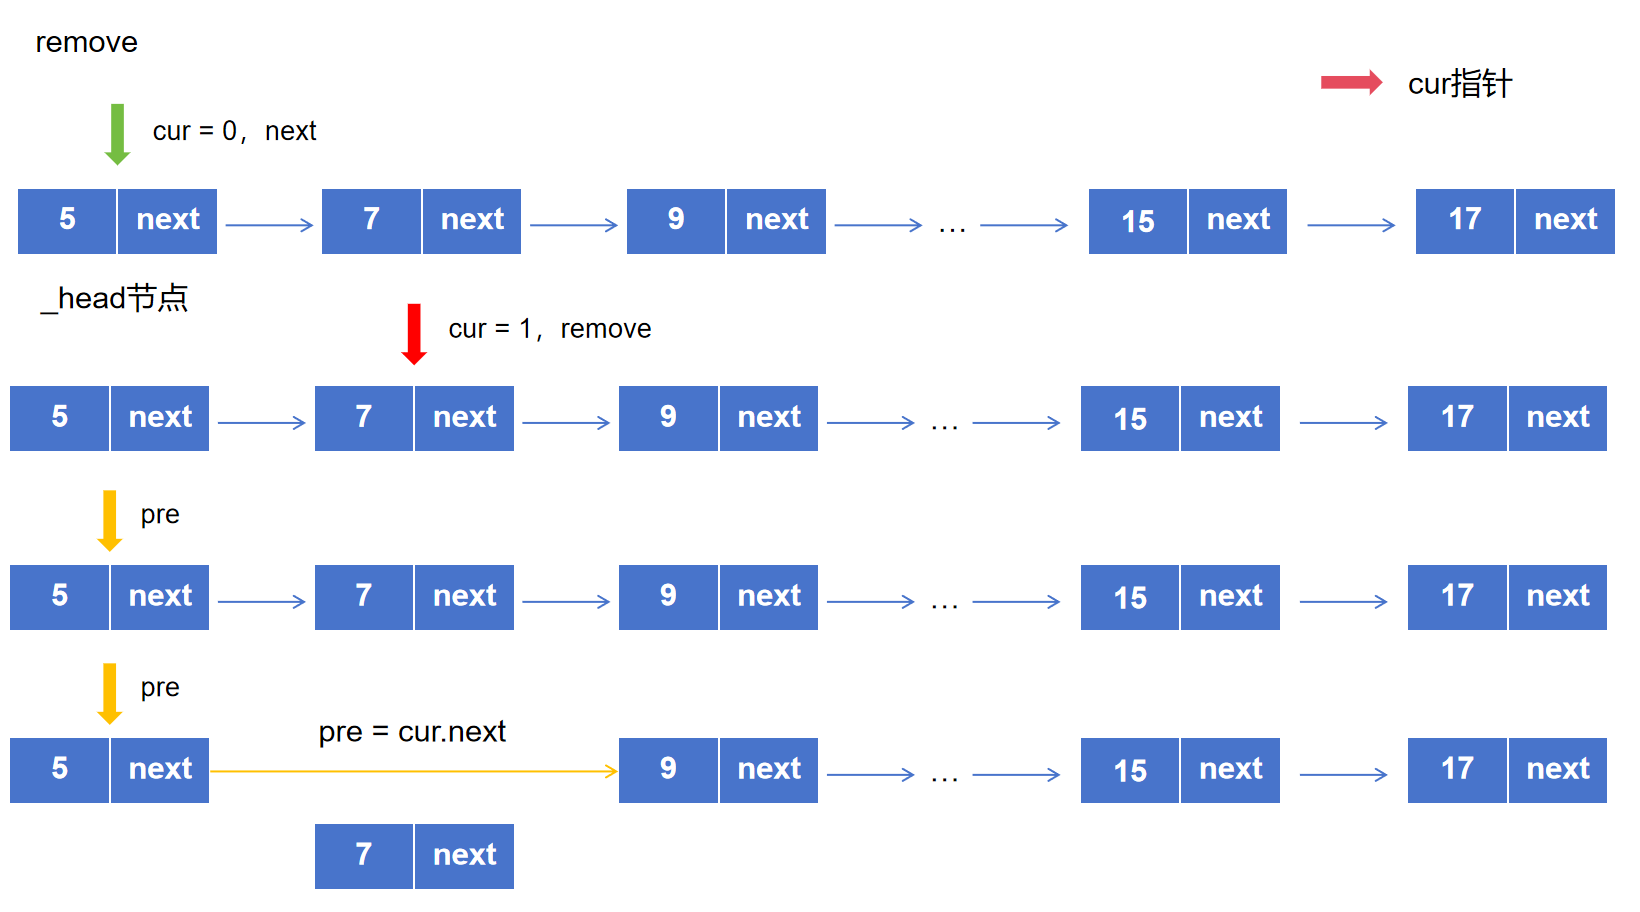 remove
cur指针
cur = 0，next
5 next 7 next 9 next ... 15 next 17 next
_head节点
cur = 1，remove
5 next 7 next 9 next ... 15 next 17 next
pre
5 next 7 next 9 next ... 15 next 17 next
pre
pre = cur.next
5 next 9 next ... 15 next 17 next
7 next